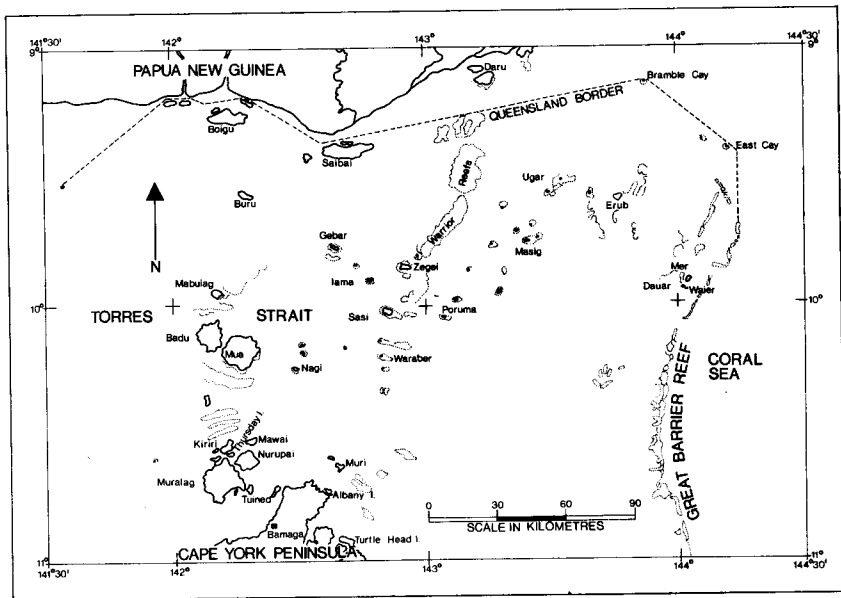 141°30'
142°
143°
144°
144°30'
9°
9°
PAPUA NEW GUINEA
Daru
Bramble Cay
QUEENSLAND BORDER
Boigu
East Cay
Saibai
Reefs
Ugar
Buru
Erub
Warrior
Gebar
Masig
N
Zegei
Mer
Mabuiag
Iama
Dauar
Waier
10°
TORRES STRAIT
Sasi
Poruma
10°
Badu
Mua
Waraber
CORAL SEA
Nagi
GREAT BARRIER REEF
Thursday I.
Kiriri
Mawai
Nurupai
Muri
Muralag
Tuined
Albany I.
0 30 60 90
SCALE IN KILOMETRES
Bamaga
Turtle Head I.
CAPE YORK PENINSULA
11°
11°
141°30'
142°
143°
144°
144°30'